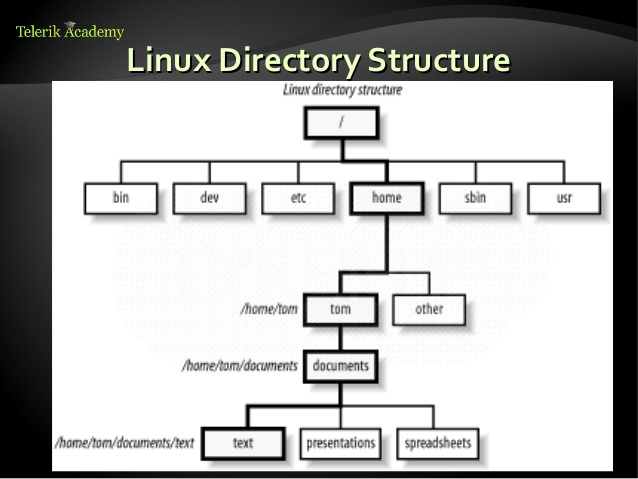 Telerik Academy
Linux Directory Structure
Linux directory structure
/
bin dev etc home sbin usr
/home/tom tom other
/home/tom/documents documents
/home/tom/documents/text text presentations spreadsheets